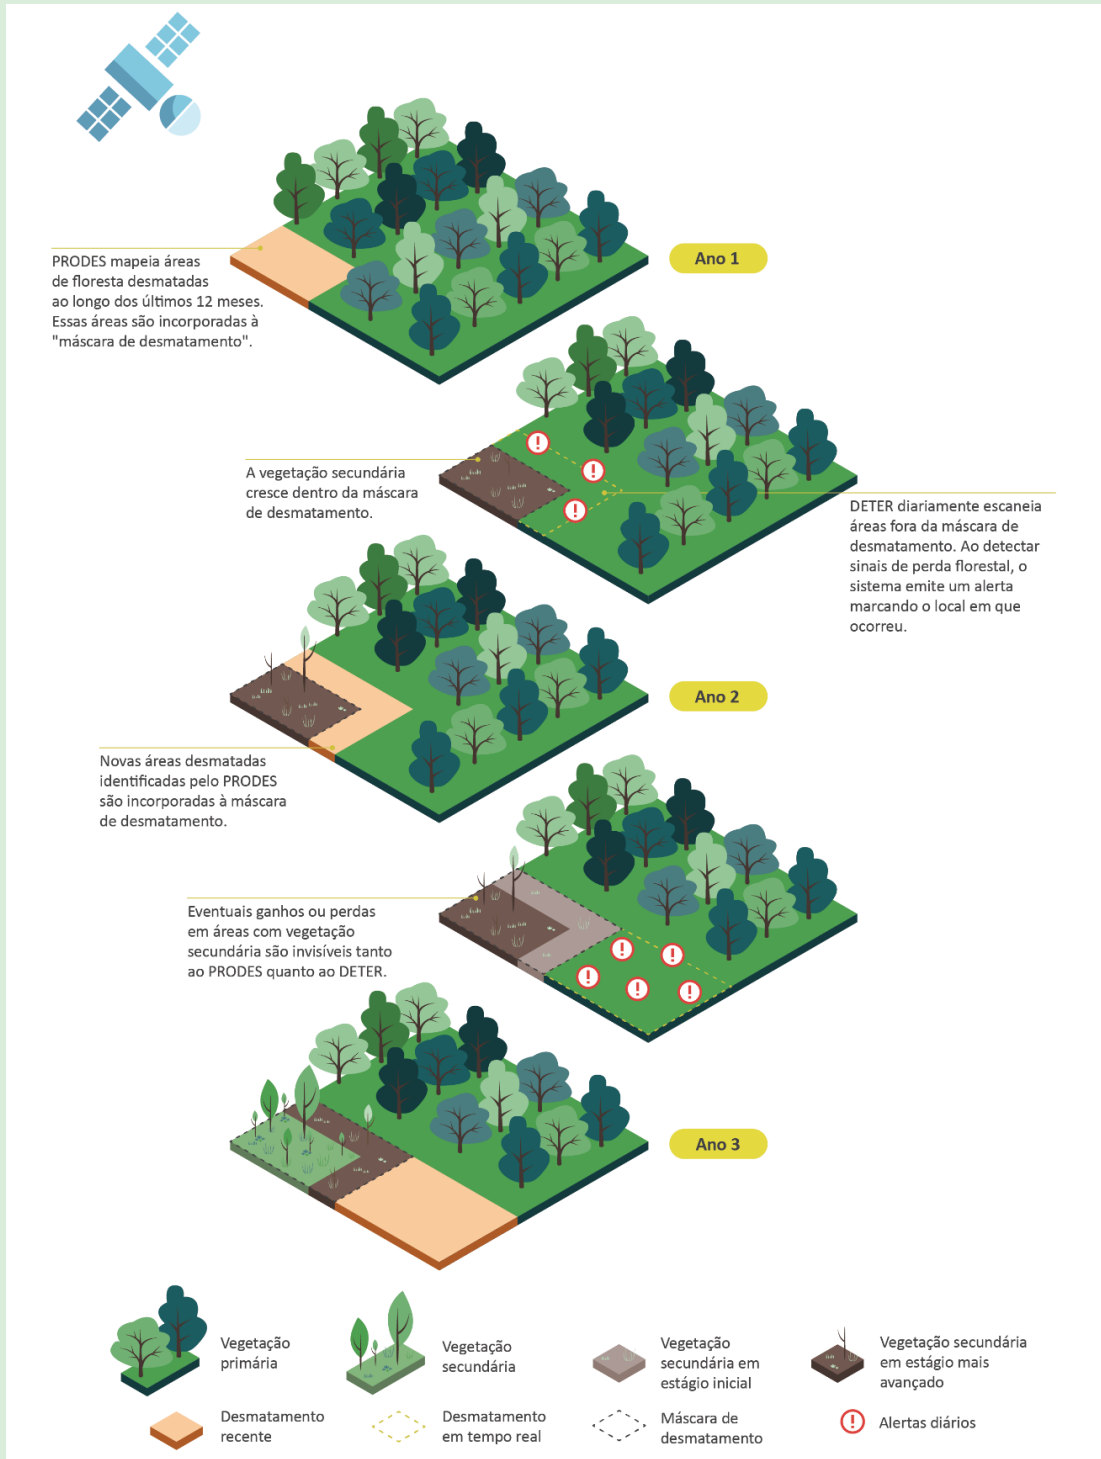 Ano 1
PRODES mapeia áreas
de floresta desmatadas
ao longo dos últimos 12 meses.
Essas áreas são incorporadas à
"máscara de desmatamento".
A vegetação secundária
cresce dentro da máscara
de desmatamento.
DETER diariamente escaneia
áreas fora da máscara de
desmatamento. Ao detectar
sinais de perda florestal, o
sistema emite um alerta
marcando o local em que
ocorreu.
Ano 2
Novas áreas desmatadas
identificadas pelo PRODES
são incorporadas à máscara
de desmatamento.
Eventuais ganhos ou perdas
em áreas com vegetação
secundária são invisíveis tanto
ao PRODES quanto ao DETER.
Ano 3
Vegetação
primária
Vegetação
secundária
Vegetação
secundária em
estágio inicial
Vegetação secundária
em estágio mais
avançado
Desmatamento
recente
Desmatamento
em tempo real
Máscara de
desmatamento
Alertas diários